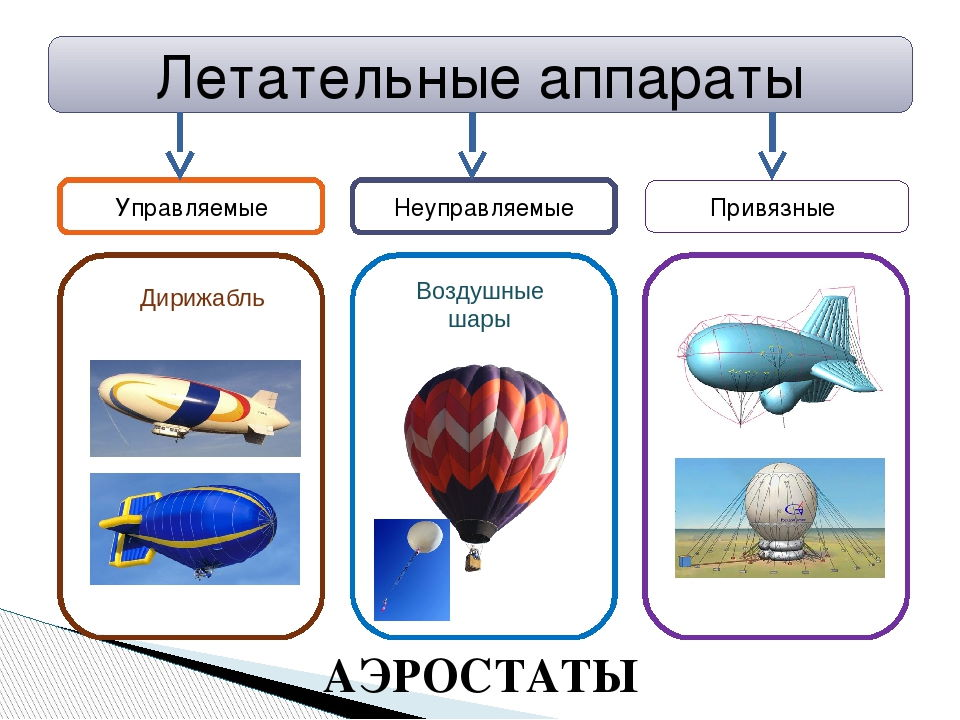 Летательные аппараты
Управляемые
Неуправляемые
Привязные
Дирижабль
Воздушные
шары
АЭРОСТАТЫ